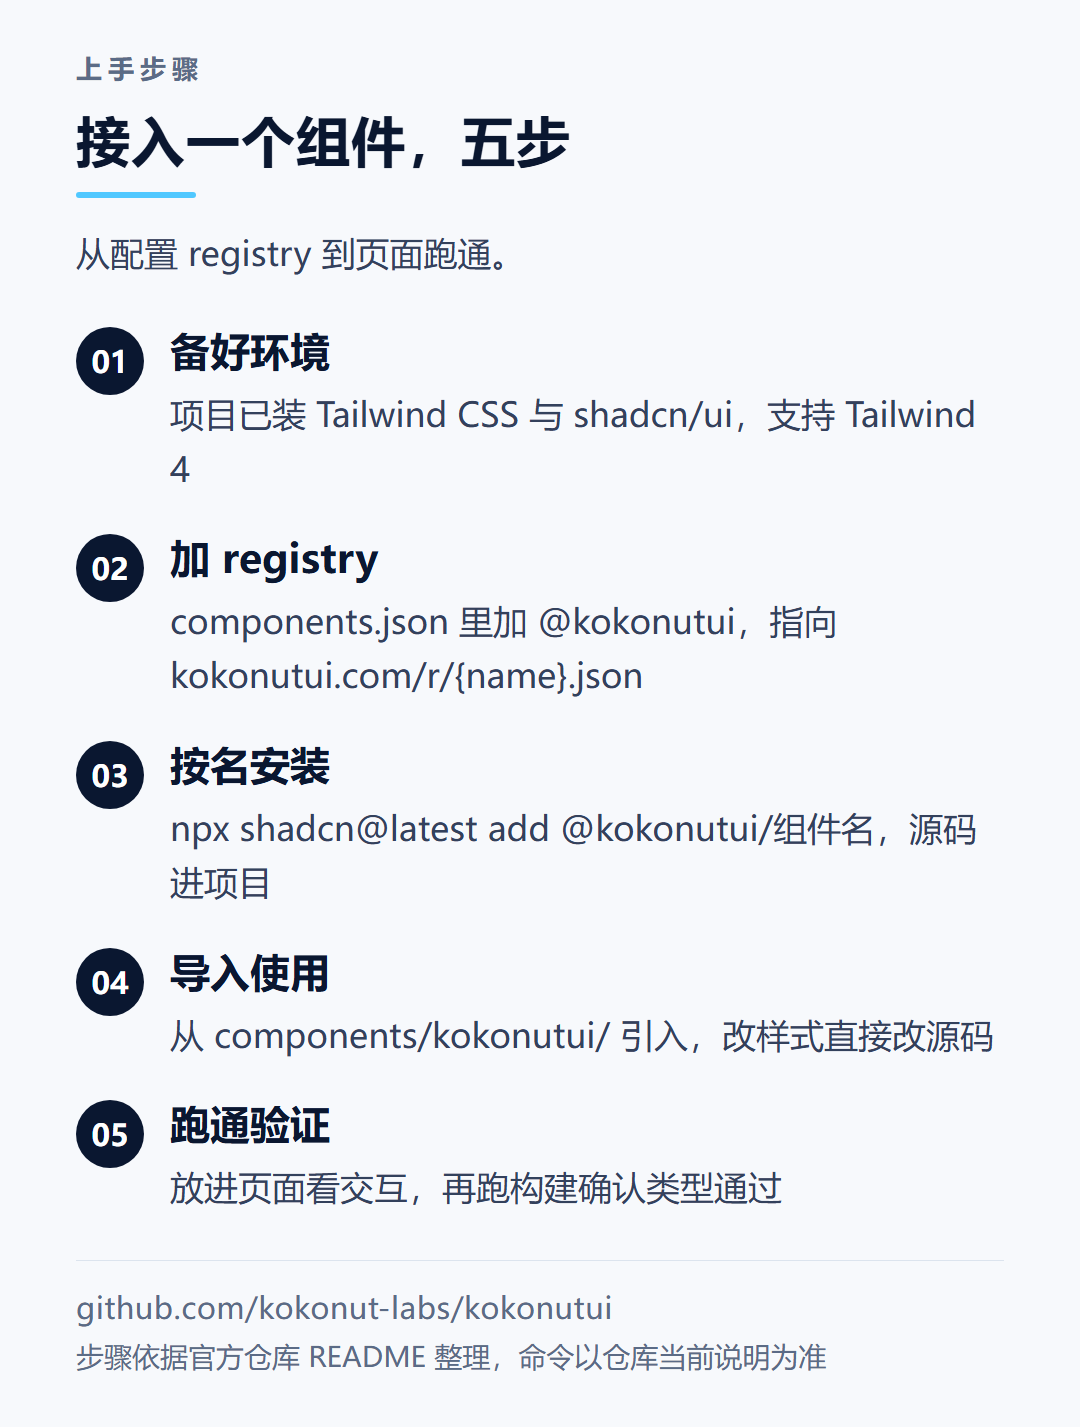 上手步骤
接入一个组件，五步
从配置 registry 到页面跑通。
01
备好环境
项目已装 Tailwind CSS 与 shadcn/ui，支持 Tailwind
4
02
加 registry
components.json 里加 @kokonutui，指向
kokonutui.com/r/{name}.json
03
按名安装
npx shadcn@latest add @kokonutui/组件名，源码
进项目
04
导入使用
从 components/kokonutui/ 引入，改样式直接改源码
05
跑通验证
放进页面看交互，再跑构建确认类型通过
github.com/kokonut-labs/kokonutui
步骤依据官方仓库 README 整理，命令以仓库当前说明为准